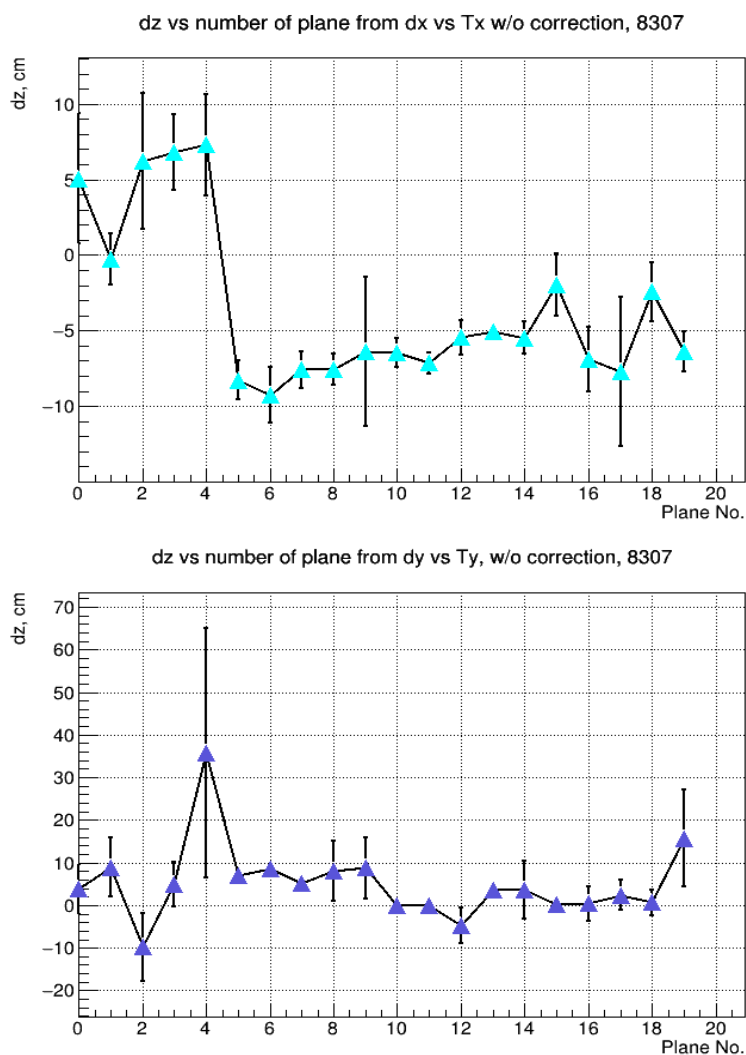 dz vs number of plane from dx vs Tx w/o correction, 8307
dz, cm
10
5
0
−5
−10
0 2 4 6 8 10 12 14 16 18 20
Plane No.
dz vs number of plane from dy vs Ty, w/o correction, 8307
dz, cm
70
60
50
40
30
20
10
0
−10
−20
0 2 4 6 8 10 12 14 16 18 20
Plane No.